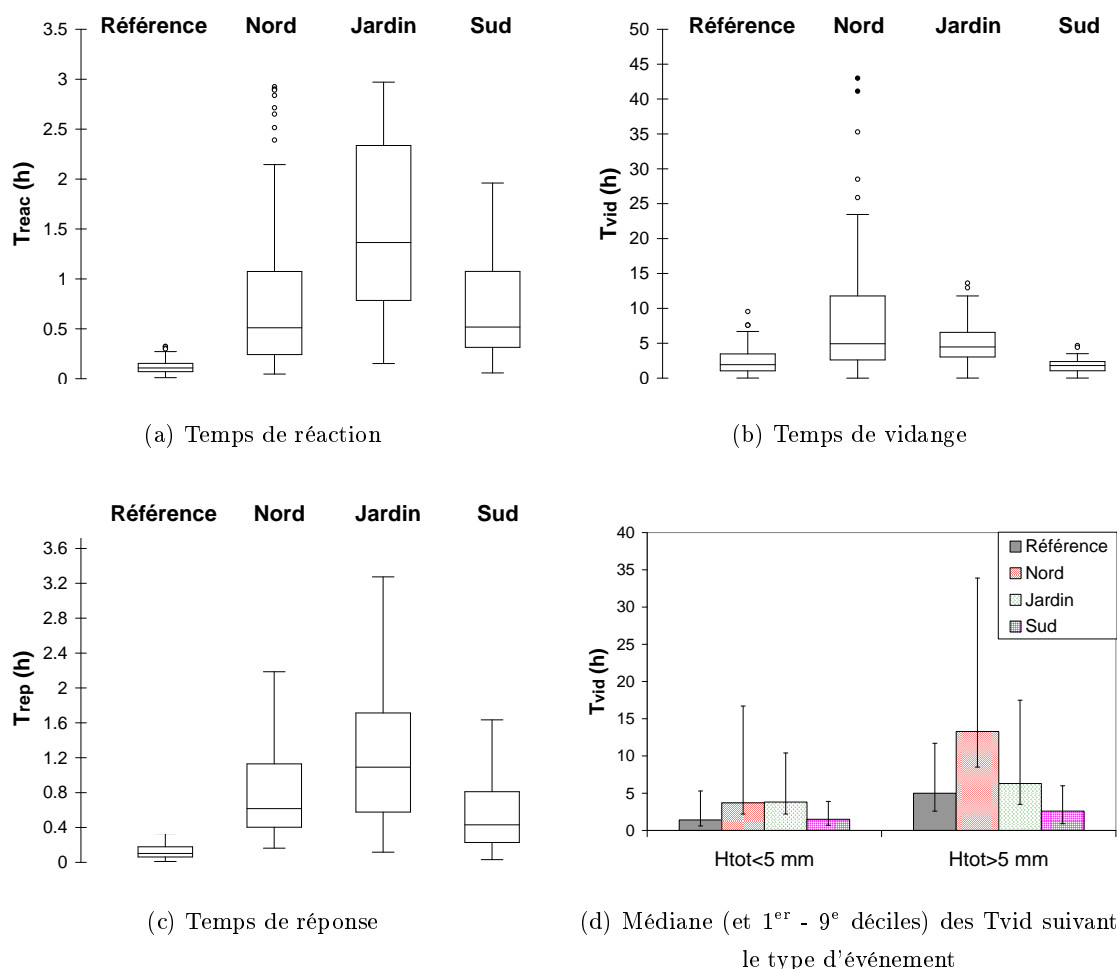 Référence Nord Jardin Sud
3.5
3
2.5
2
1.5
1
0.5
0
Treac (h)
(a) Temps de réaction
Référence Nord Jardin Sud
50
45
40
35
30
25
20
15
10
5
0
Tvid (h)
(b) Temps de vidange
Référence Nord Jardin Sud
3.6
3.2
2.8
2.4
2
1.6
1.2
0.8
0.4
0
Trep (h)
(c) Temps de réponse
40
35
30
25
20
15
10
5
0
Tvid (h)
Référence
Nord
Jardin
Sud
Htot<5 mm Htot>5 mm
(d) Médiane (et 1er - 9e déciles) des Tvid suivant
le type d'événement